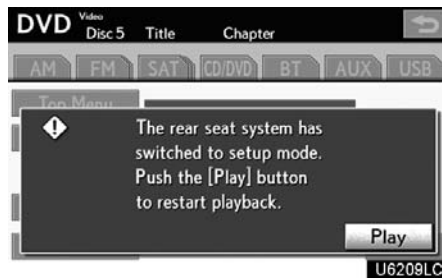 DVD Video Disc 5 Title Chapter
AM FM SAT CD/DVD BT AUX USB
Top Menu
The rear seat system has
switched to setup mode.
Push the [Play] button
to restart playback.
Play
U6209LC